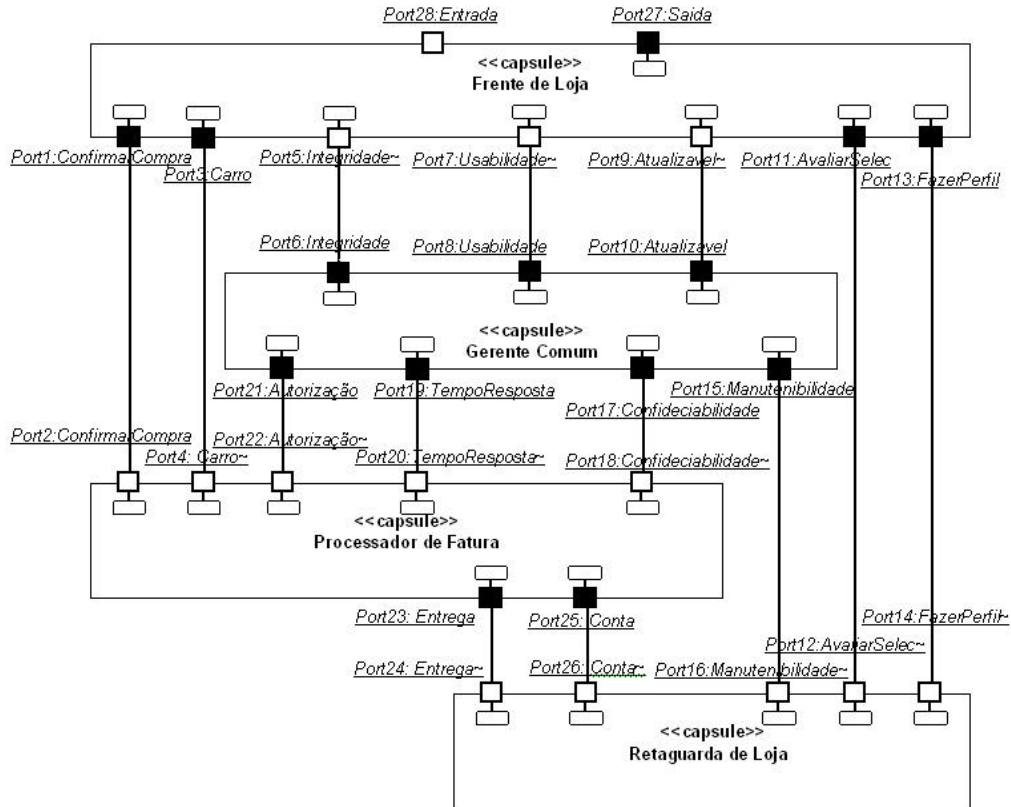 Port28:Entrada
Port27:Saida
<<capsule>>
Frente de Loja
Port1:ConfirmarCompra
Port3:Carro
Port5:Integridade~
Port7:Usabilidade~
Port9:Atualizavel~
Port11:AvaliarSelec
Port13:FazerPerfil
Port6:Integridade
Port8:Usabilidade
Port10:Atualizavel
<<capsule>>
Gerente Comum
Port21:Autorização
Port19:TempoResposta
Port17:Confideciabilidade
Port15:Manutenibilidade
Port2:ConfirmarCompra
Port4: Carro~
Port22:Autorização~
Port20:TempoResposta~
Port18:Confideciabilidade~
<<capsule>>
Processador de Fatura
Port23: Entrega
Port25: Conta
Port14:FazerPerfil~
Port12:AvaliarSelec~
Port24: Entrega~
Port26: Conta~
Port16:Manutenibilidade~
<<capsule>>
Retaguarda de Loja